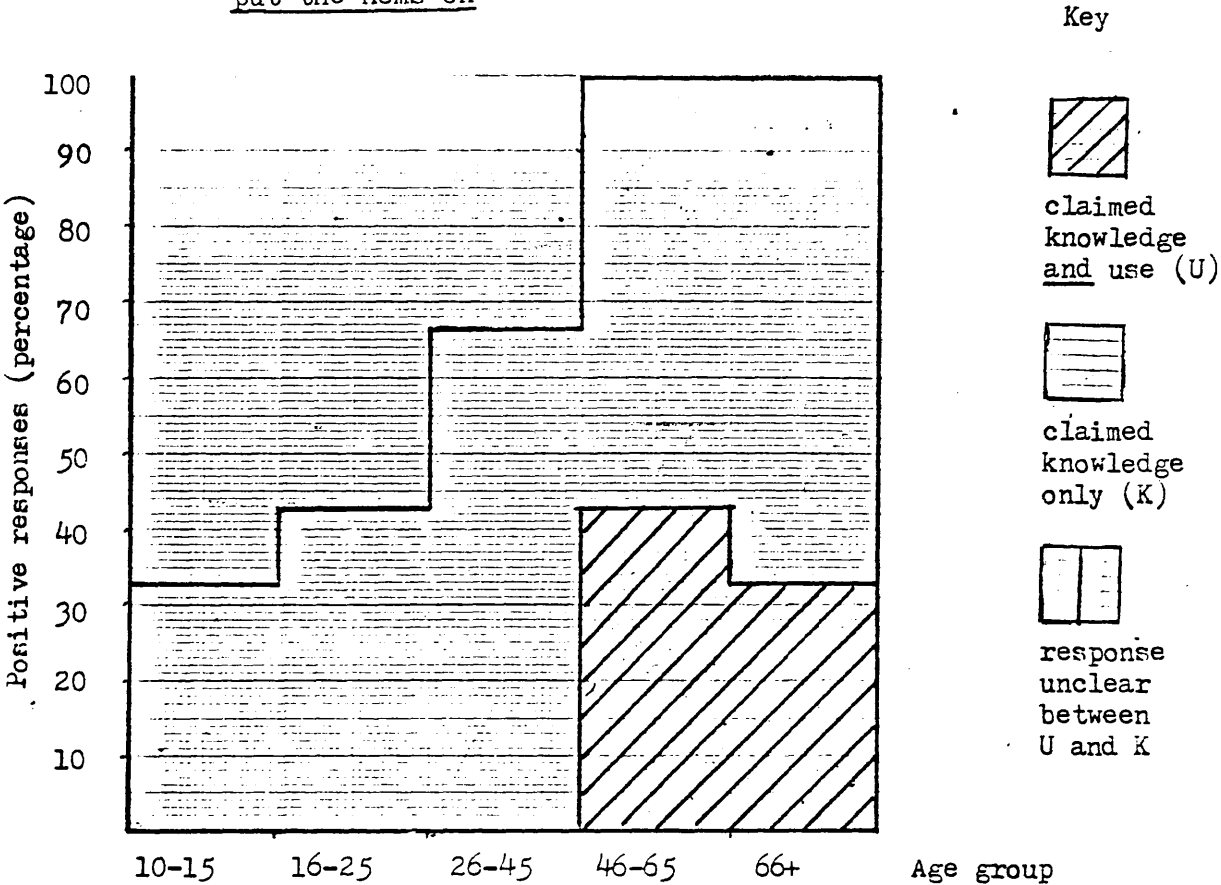 Key
100
90
80
70
60
50
40
30
20
10
Positive responses (percentage)
10-15 16-25 26-45 46-65 66+ Age group
claimed
knowledge
and use (U)
claimed
knowledge
only (K)
response
unclear
between
U and K